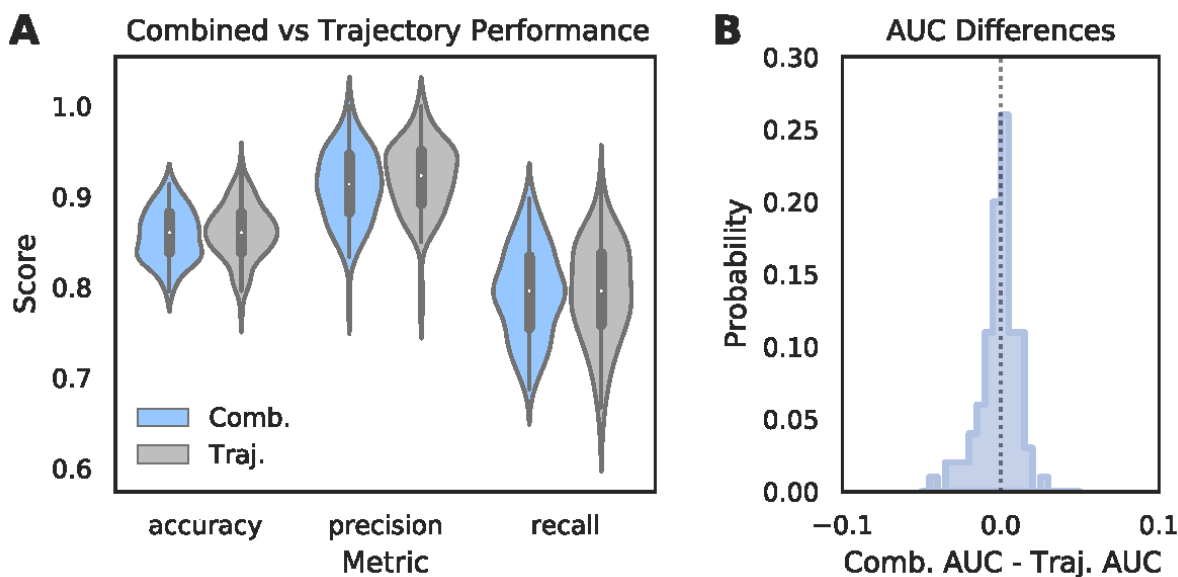 A
Combined vs Trajectory Performance
Score
1.0
0.9
0.8
0.7
0.6
Comb.
Traj.
accuracy precision recall
Metric
B
AUC Differences
Probability
0.30
0.25
0.20
0.15
0.10
0.05
0.00
−0.1 0.0 0.1
Comb. AUC - Traj. AUC